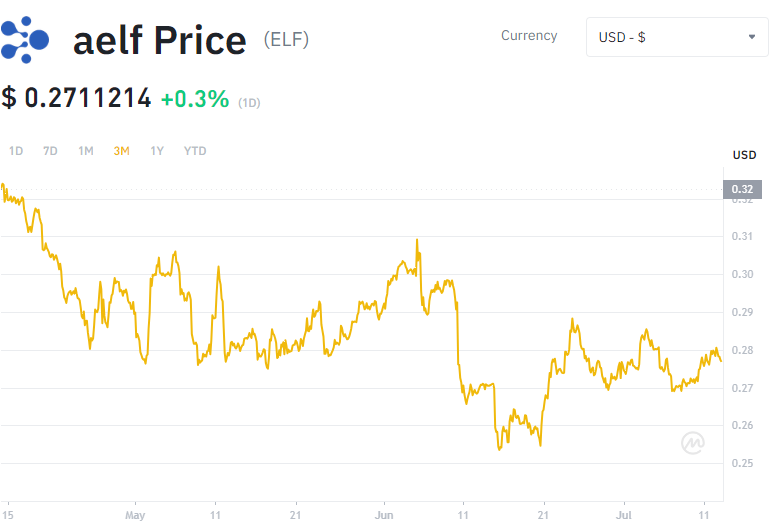 aelf Price (ELF)
Currency
USD - $
$ 0.2711214 +0.3% (1D)
1D 7D 1M 3M 1Y YTD
USD
0.32
0.32
0.31
0.30
0.29
0.28
0.27
0.26
0.25
15 May 11 21 Jun 11 21 Jul 11